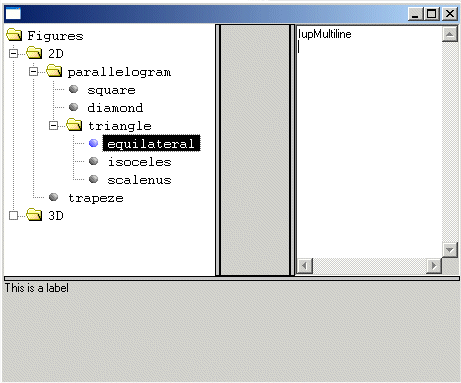 Figures
2D
parallelogram
square
diamond
triangle
equilateral
isoceles
scalenus
trapeze
3D
IupMultiline
This is a label